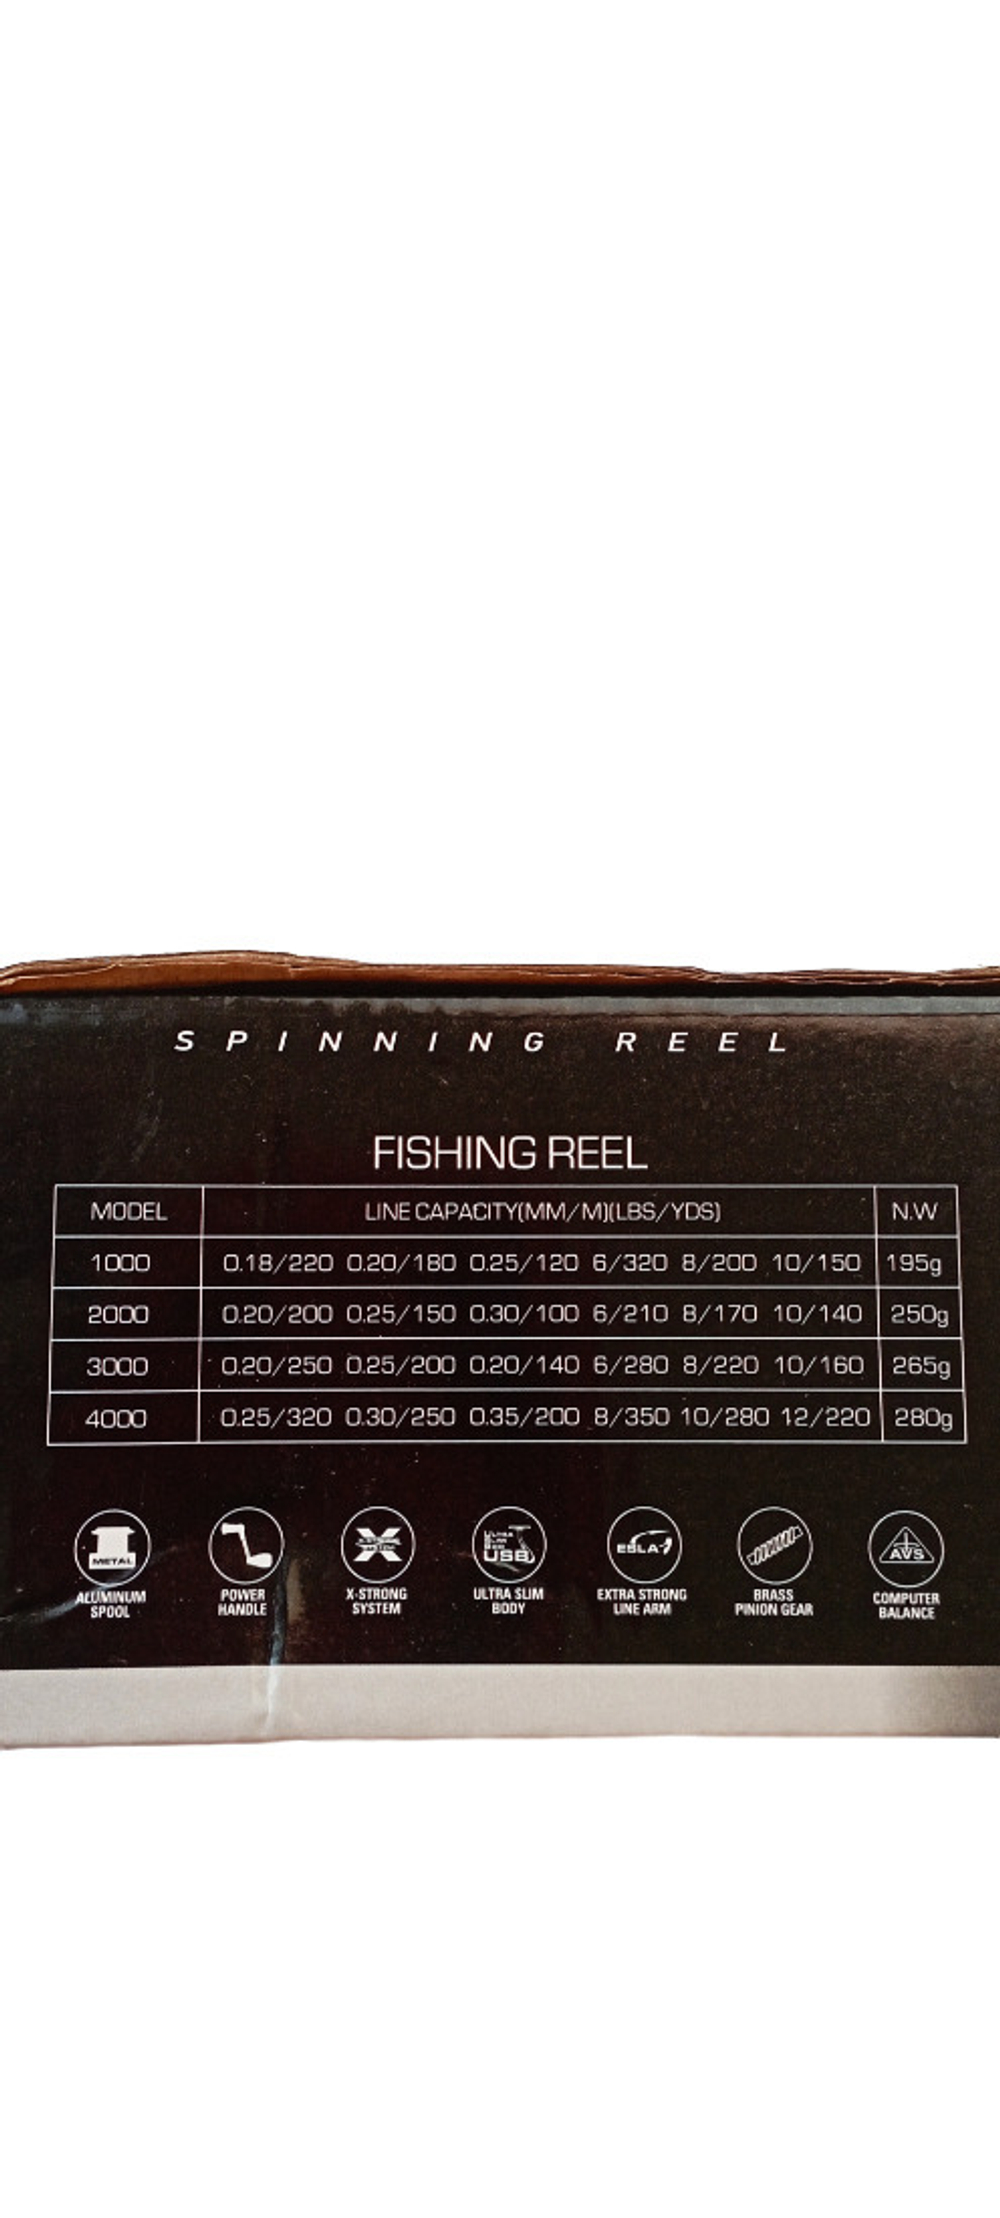 SPINNING REEL
FISHING REEL
MODEL LINE CAPACITY(MM/M)(LBS/YDS) N.W
1000 0.18/220 0.20/180 0.25/120 6/320 8/200 10/150 195g
2000 0.20/200 0.25/150 0.30/100 6/210 8/170 10/140 250g
3000 0.20/250 0.25/200 0.20/140 6/280 8/220 10/160 265g
4000 0.25/320 0.30/250 0.35/200 8/350 10/280 12/220 280g
METAL
ALUMINUM
SPOOL
POWER
HANDLE
X-STRONG
SYSTEM
X-STRONG
SYSTEM
ULTRA
SLIM
USB
ULTRA SLIM
BODY
ESLA
EXTRA STRONG
LINE ARM
BRASS
PINION GEAR
AVS
COMPUTER
BALANCE